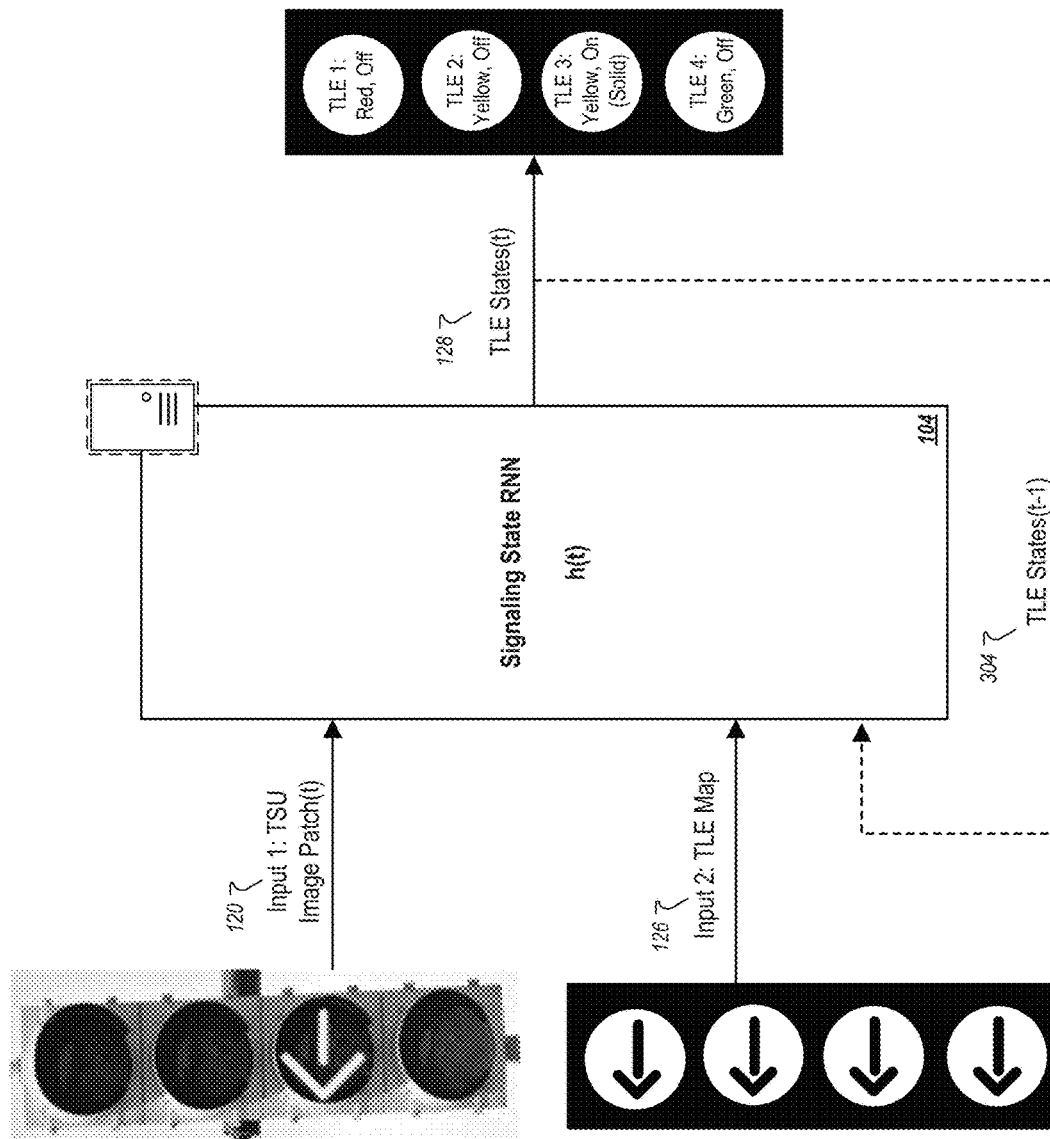 120
Input 1: TSU
Image Patch(t)
126
Input 2: TLE Map
Signaling State RNN
h(t)
104
304
TLE States(t-1)
128
TLE States(t)
TLE 1:
Red, Off
TLE 2:
Yellow, Off
TLE 3:
Yellow, On
(Solid)
TLE 4:
Green, Off